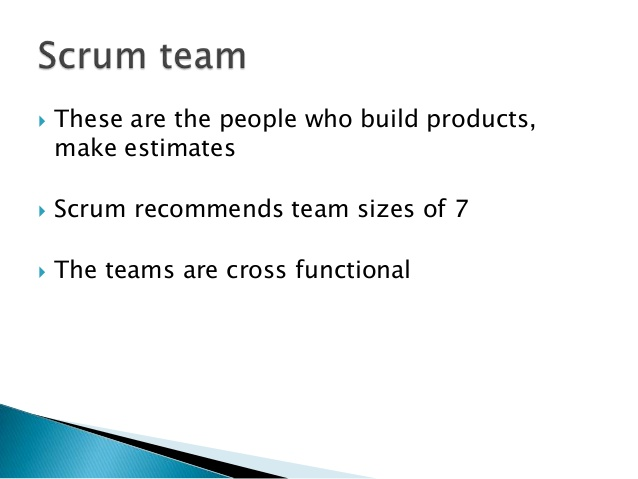 Scrum team
These are the people who build products,
make estimates
Scrum recommends team sizes of 7
The teams are cross functional